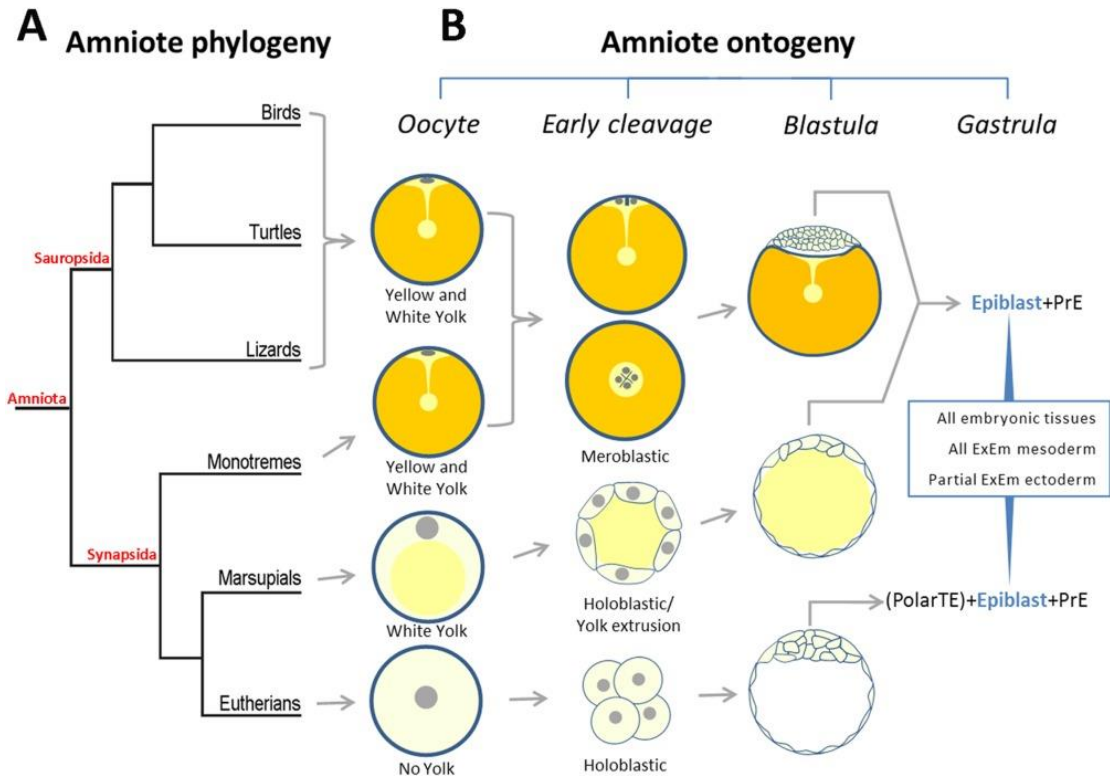 A
Amniote phylogeny
B
Amniote ontogeny
Oocyte
Early cleavage
Blastula
Gastrula
Birds
Turtles
Sauropsida
Lizards
Amniota
Monotremes
Synapsida
Marsupials
Eutherians
Yellow and
White Yolk
Yellow and
White Yolk
White Yolk
No Yolk
Meroblastic
Holoblastic/
Yolk extrusion
Holoblastic
Epiblast+PrE
All embryonic tissues
All ExEm mesoderm
Partial ExEm ectoderm
(PolarTE)+Epiblast+PrE